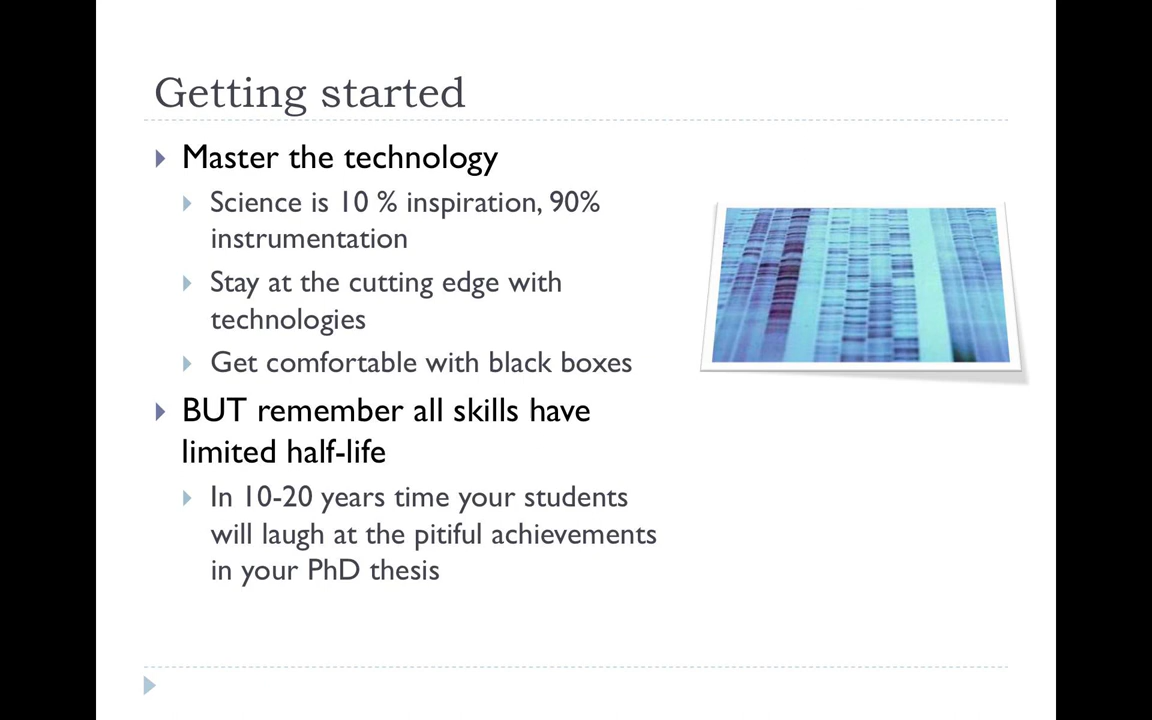 Getting started
Master the technology
Science is 10 % inspiration, 90%
instrumentation
Stay at the cutting edge with
technologies
Get comfortable with black boxes
BUT remember all skills have
limited half-life
In 10-20 years time your students
will laugh at the pitiful achievements
in your PhD thesis